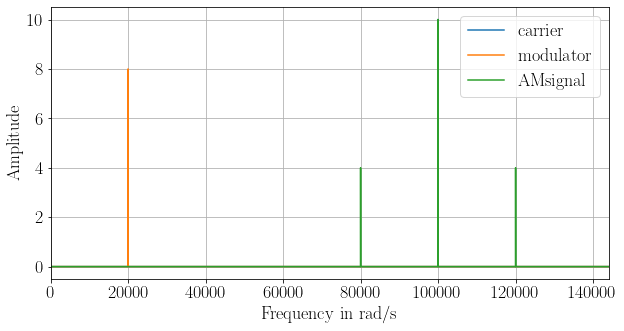 10
8
6
4
2
0
Amplitude
carrier
modulator
AMsignal
0 20000 40000 60000 80000 100000 120000 140000
Frequency in rad/s